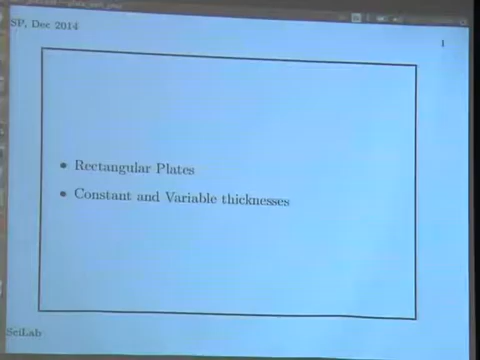 SP, Dec 2014
1
• Rectangular Plates
• Constant and Variable thicknesses
SciLab